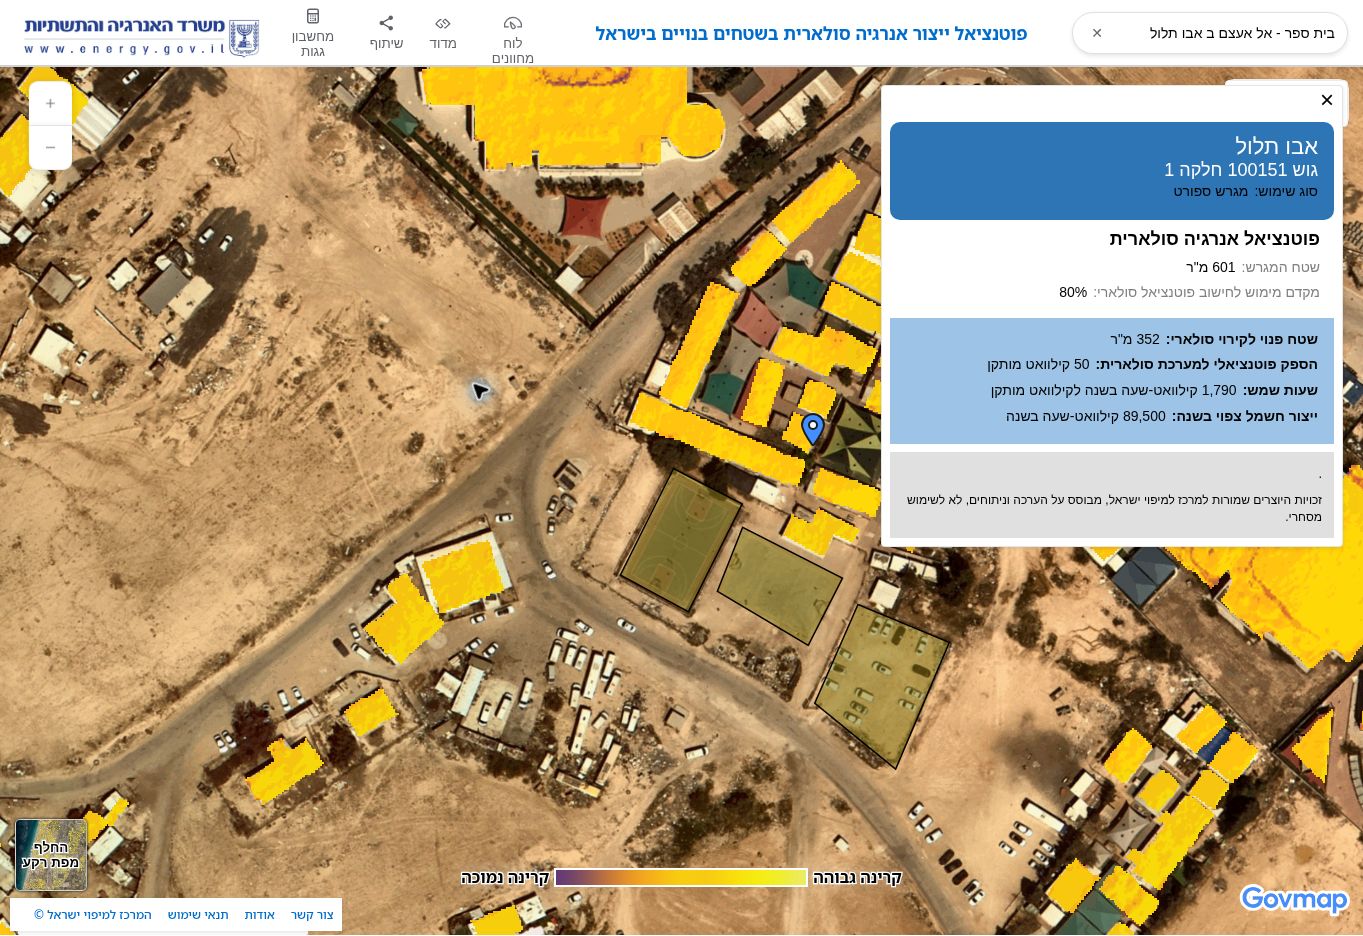 בית ספר - אל אעצם ב אבו תלול
פוטנציאל ייצור אנרגיה סולארית בשטחים בנויים בישראל
לוח מחוונים
מדוד
שיתוף
מחשבון גגות
משרד האנרגיה והתשתיות
www.energy.gov.il
אבו תלול
גוש 100151 חלקה 1
סוג שימוש: מגרש ספורט
פוטנציאל אנרגיה סולארית
שטח המגרש: 601 מ"ר
מקדם מימוש לחישוב פוטנציאל סולארי: 80%
שטח פנוי לקירוי סולארי: 352 מ"ר
הספק פוטנציאלי למערכת סולארית: 50 קילוואט מותקן
שעות שמש: 1,790 קילוואט-שעה בשנה לקילוואט מותקן
ייצור חשמל צפוי בשנה: 89,500 קילוואט-שעה בשנה
.
זכויות היוצרים שמורות למרכז למיפוי ישראל, מבוסס על הערכה וניתוחים, לא לשימוש
מסחרי.
החלף
מפת רקע
קרינה גבוהה
קרינה נמוכה
Govmap
צור קשר
אודות
תנאי שימוש
המרכז למיפוי ישראל ©